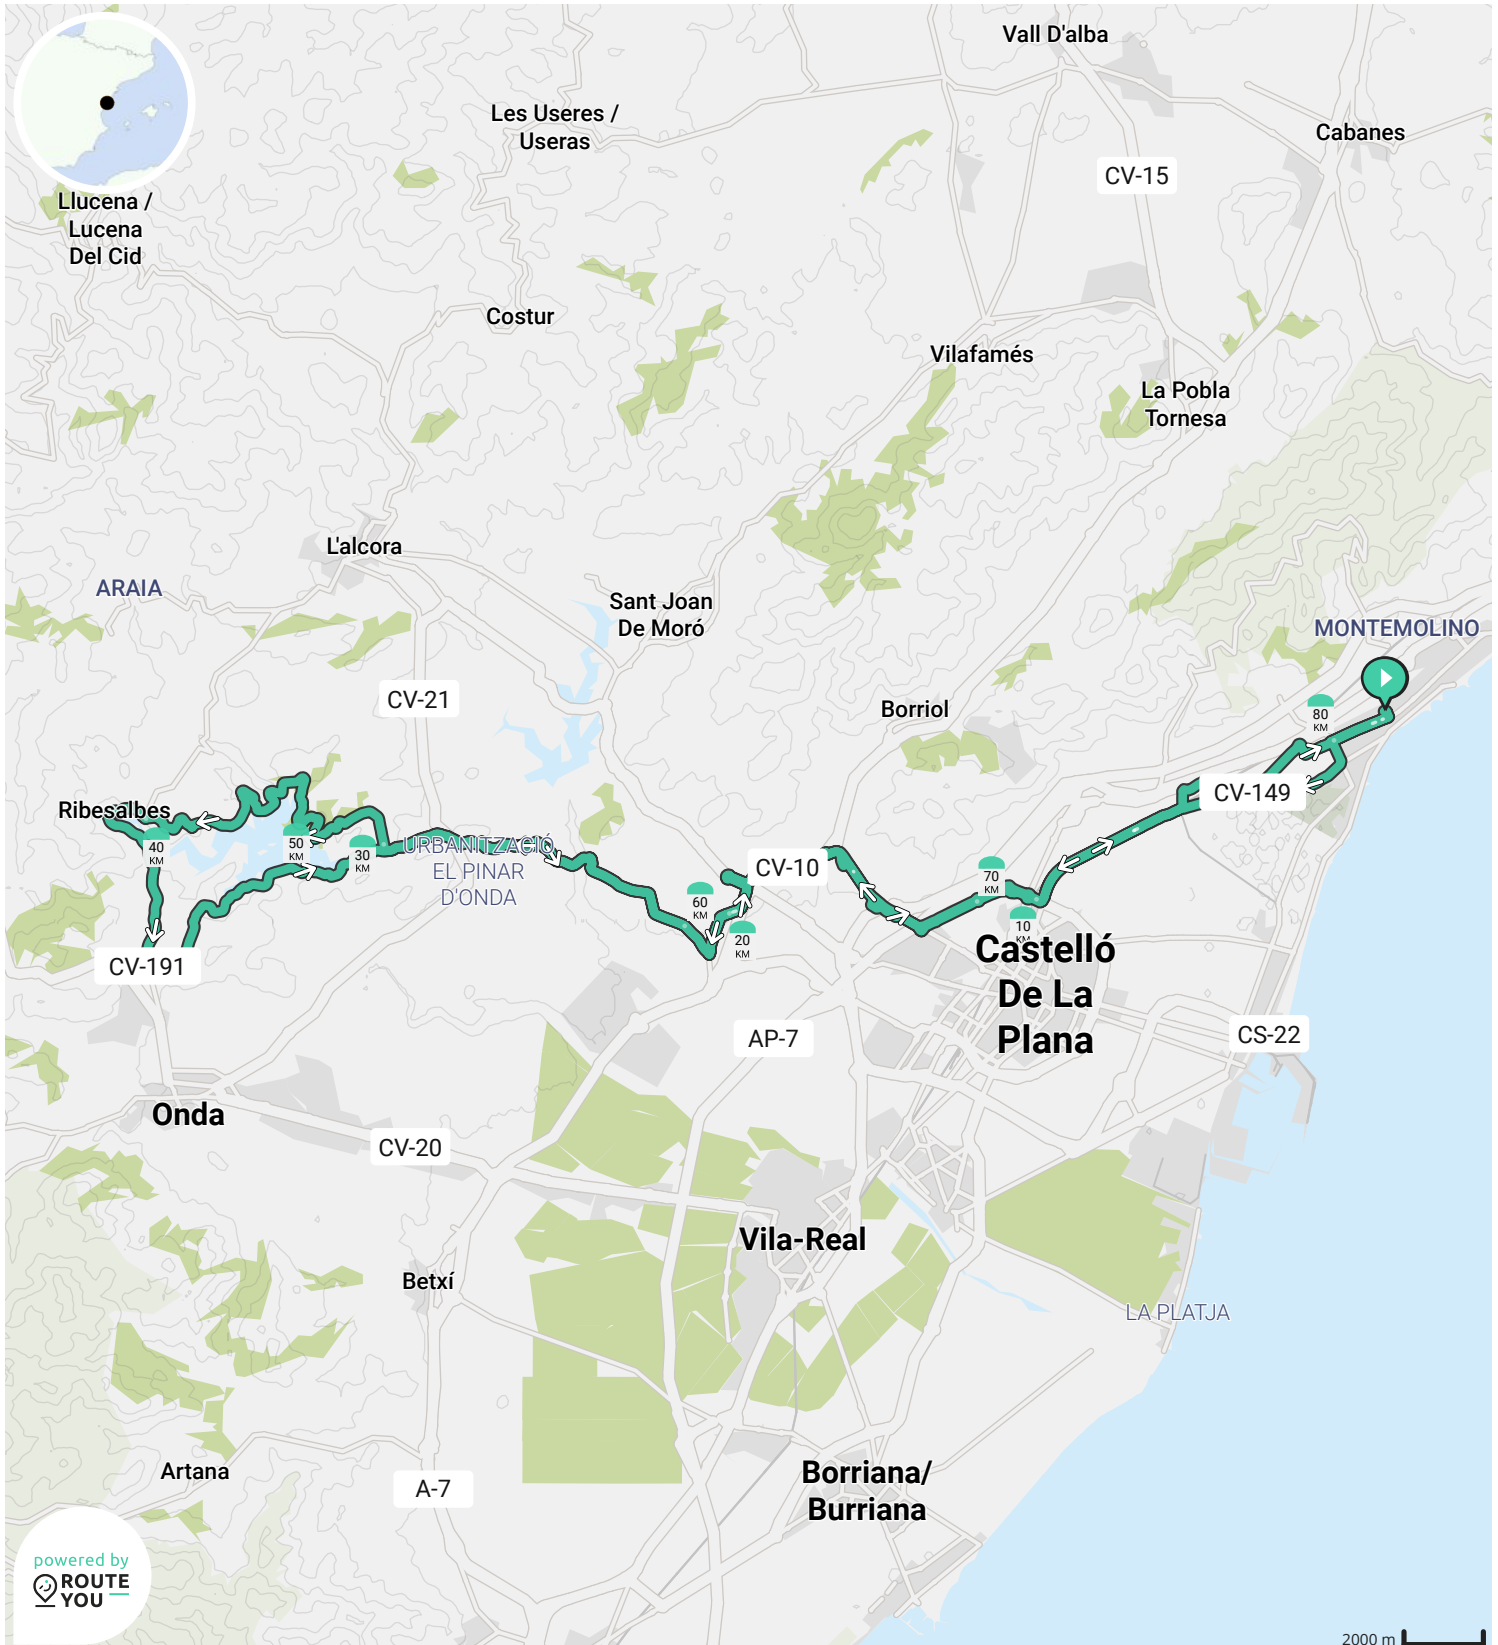 Vall D'alba
Les Useres /
Useras
Cabanes
CV-15
Llucena /
Lucena
Del Cid
Costur
Vilafamés
La Pobla
Tornesa
L'alcora
ARAIA
Sant Joan
De Moró
MONTEMOLINO
CV-21
Borriol
80
KM
CV-149
Ribesalbes
40
KM
50
KM
30
KM
URBANITZACIÓ
EL PINAR
D'ONDA
CV-10
70
KM
60
KM
20
KM
10
KM
Castelló
De La
Plana
CV-191
AP-7
CS-22
Onda
CV-20
Vila-Real
Betxí
LA PLATJA
Artana
A-7
Borriana/
Burriana
powered by
ROUTE
YOU
2000 m